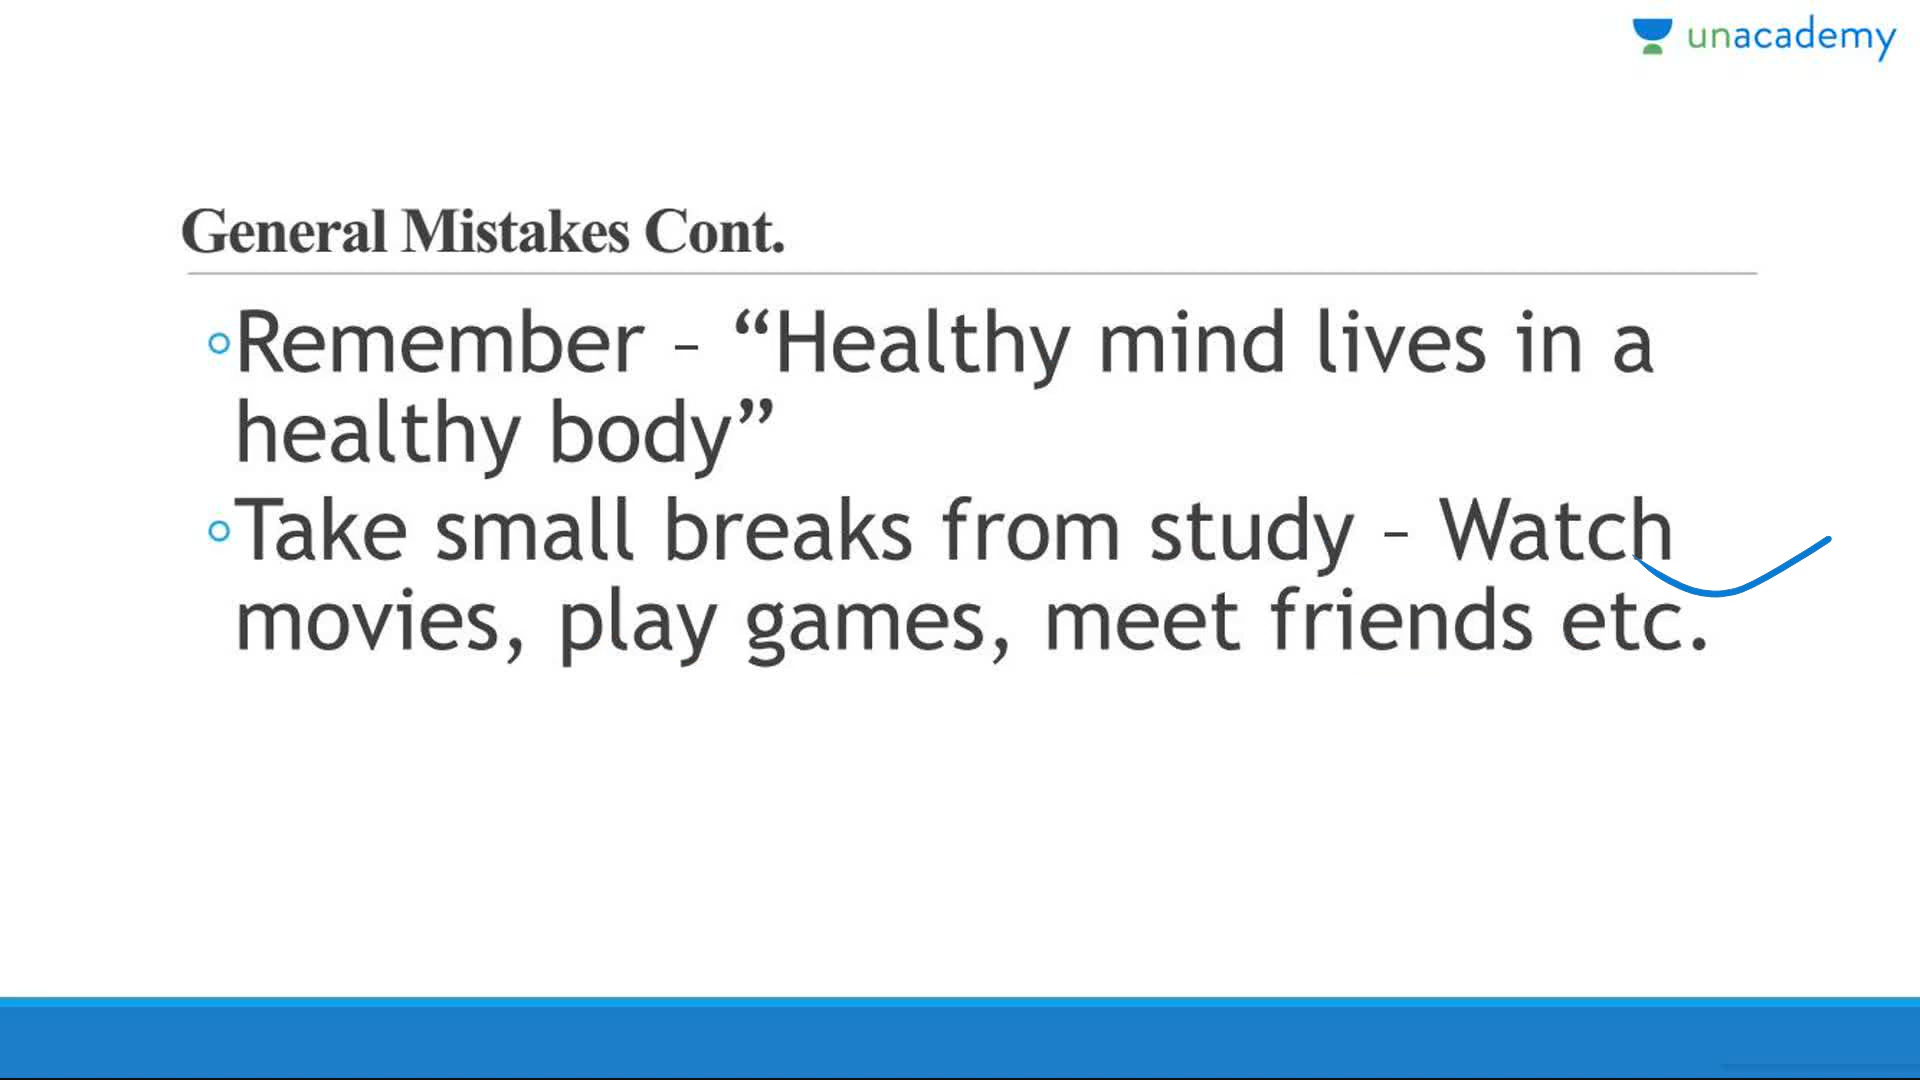 unacademy
General Mistakes Cont.
◦Remember – “Healthy mind lives in a
healthy body”
◦Take small breaks from study – Watch
movies, play games, meet friends etc.